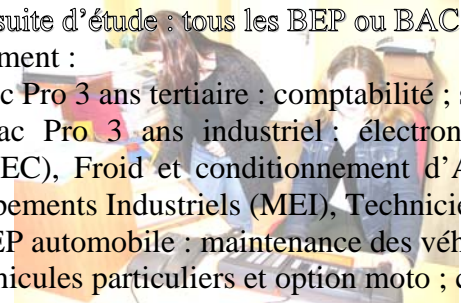 suite d'étude : tous les BEP ou BAC
ment :
c Pro 3 ans tertiaire : comptabilité ; s
ac Pro 3 ans industriel : électron
EC), Froid et conditionnement d'A
pements Industriels (MEI), Technicie
EP automobile : maintenance des véh
hicules particuliers et option moto ; c